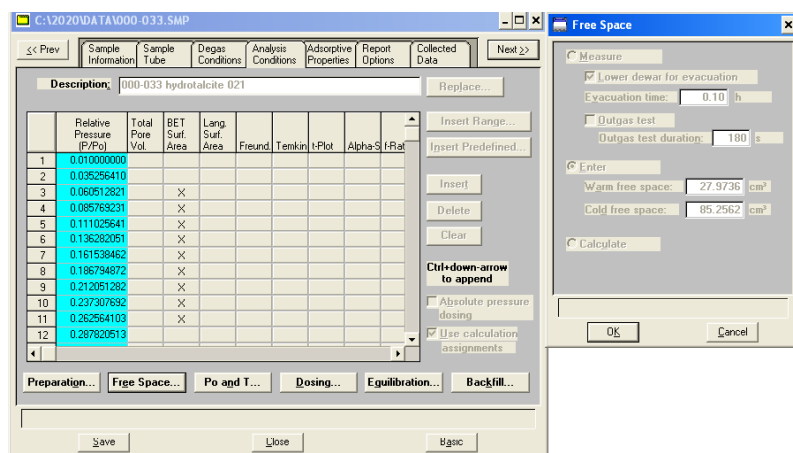 C:\2020\DATA\000-033.SMP
<< Prev
Sample Information
Sample Tube
Degas Conditions
Analysis Conditions
Adsorptive Properties
Report Options
Collected Data
Next >>
Description: 000-033 hydrotalcite 021
Replace...
Relative Pressure (P/Po) Total Pore Vol. BET Surf. Area Lang. Surf. Area Freund. Temkin t-Plot Alpha-S f-Rat
1 0.010000000
2 0.035256410
3 0.060512821 X
4 0.085769231 X
5 0.111025641 X
6 0.136282051 X
7 0.161538462 X
8 0.186794872 X
9 0.212051282 X
10 0.237307692 X
11 0.262564103 X
12 0.287820513
Insert Range...
Insert Predefined...
Insert
Delete
Clear
Ctrl+down-arrow
to append
Absolute pressure
dosing
Use calculation
assignments
Preparation... Free Space... Po and T... Dosing... Equilibration... Backfill...
Save Close Basic
Free Space
Measure
Lower dewar for evacuation
Evacuation time: 0.10 h
Outgas test
Outgas test duration: 180 s
Enter
Warm free space: 27.9736 cm³
Cold free space: 85.2562 cm³
Calculate
OK Cancel